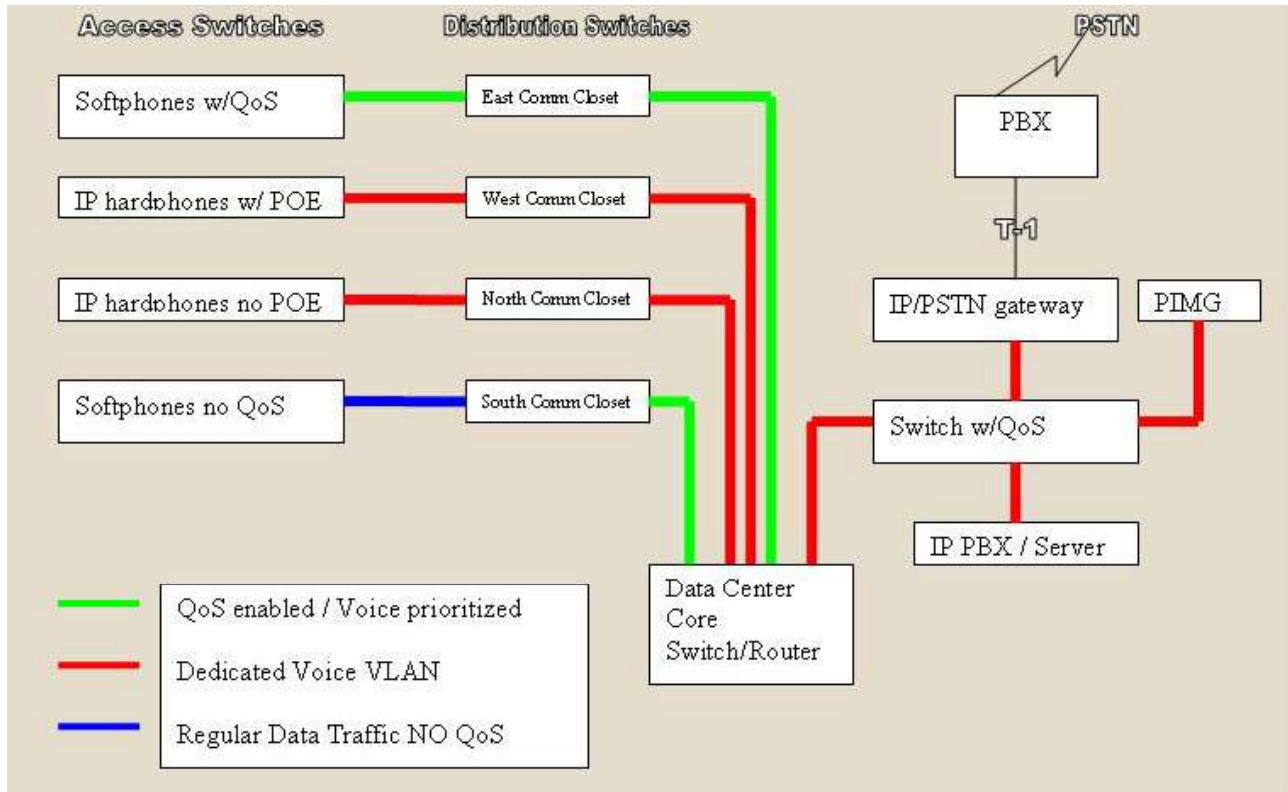 Access Switches
Distribution Switches
PSTN
Softphones w/QoS
East Comm Closet
PBX
IP hardphones w/ POE
West Comm Closet
T-1
IP hardphones no POE
North Comm Closet
IP/PSTN gateway
PIMG
Softphones no QoS
South Comm Closet
Switch w/QoS
IP PBX / Server
Data Center
Core
Switch/Router
QoS enabled / Voice prioritized
Dedicated Voice VLAN
Regular Data Traffic NO QoS